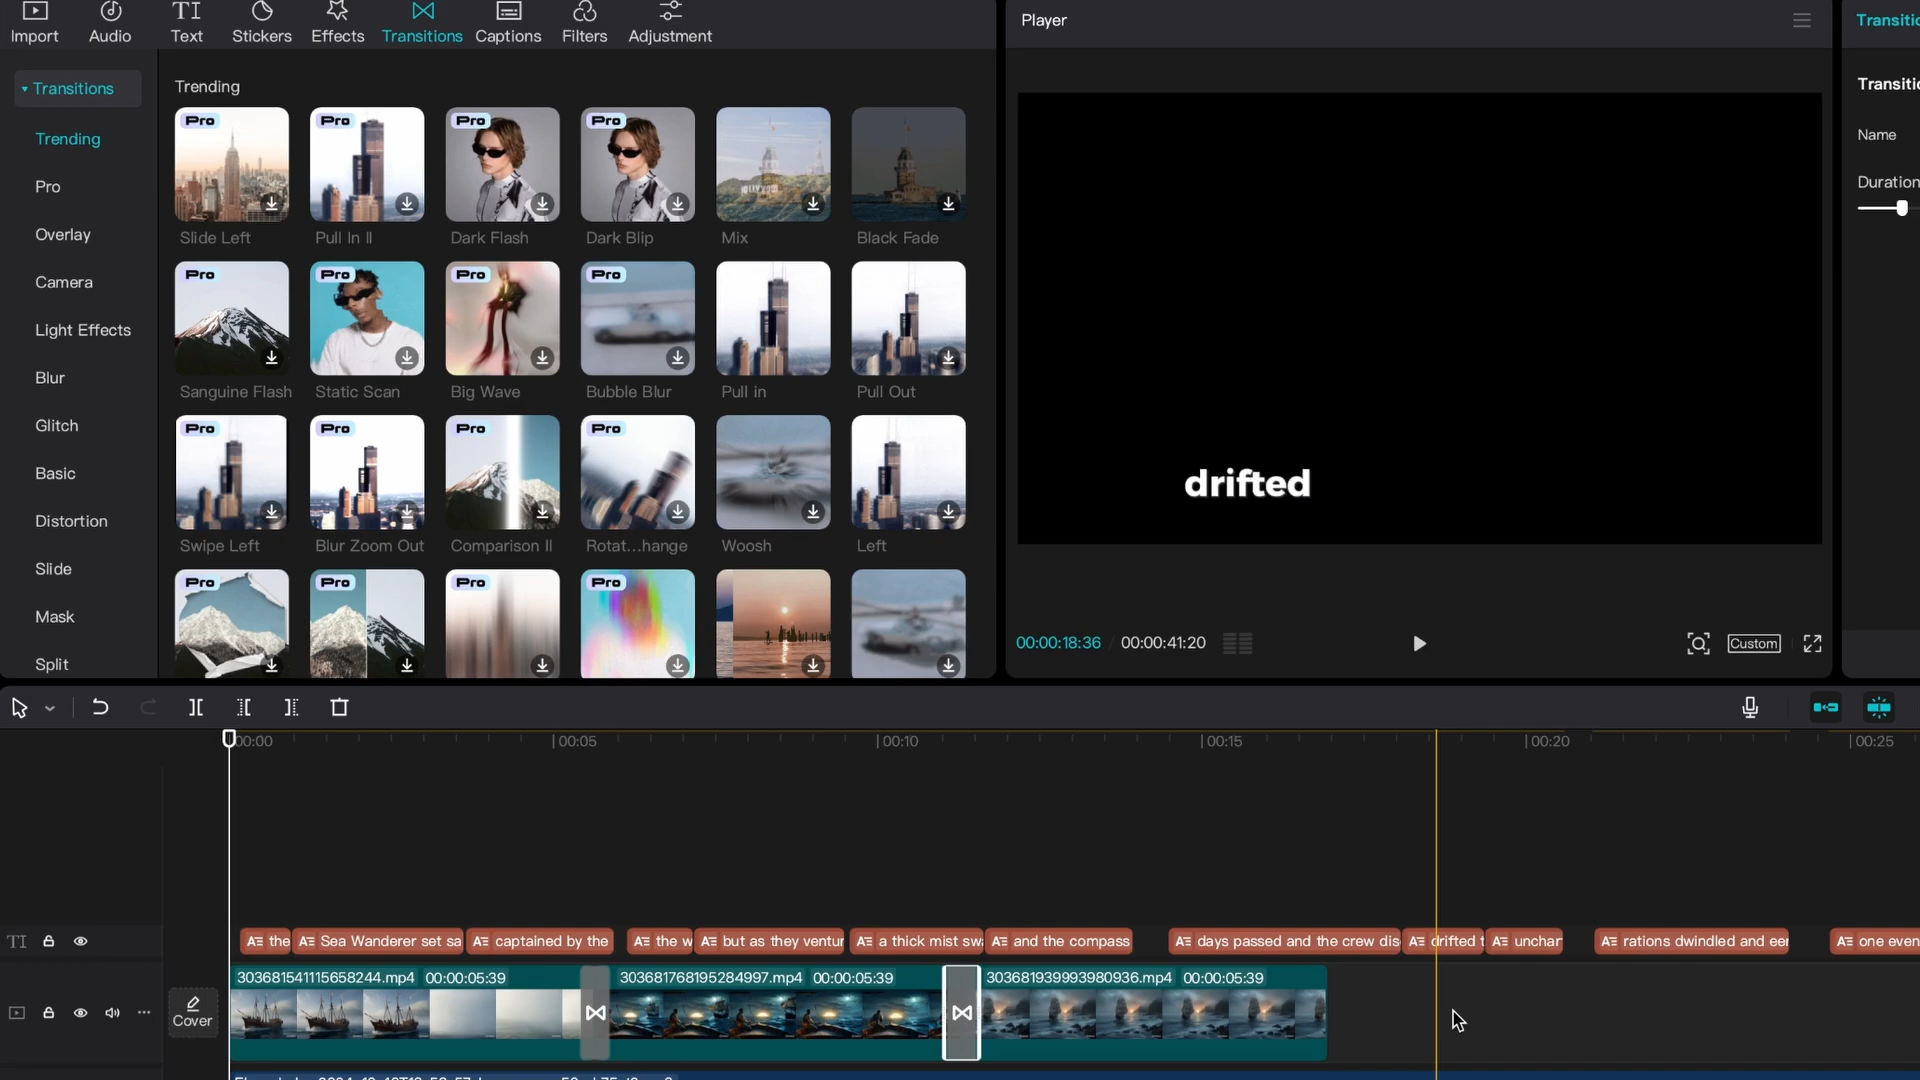 Import
Audio
Text
Stickers
Effects
Transitions
Captions
Filters
Adjustment
Player
Transitions
Trending
Pro
Overlay
Camera
Light Effects
Blur
Glitch
Basic
Distortion
Slide
Mask
Split
Trending
Pro
Pro
Pro
Pro
HOLLYWOOD
Slide Left
Pull In II
Dark Flash
Dark Blip
Mix
Black Fade
Pro
Pro
Pro
Pro
Sanguine Flash
Static Scan
Big Wave
Bubble Blur
Pull in
Pull Out
Pro
Pro
Pro
Pro
Swipe Left
Blur Zoom Out
Comparison II
Rotat...hange
Woosh
Left
Pro
Pro
Pro
Pro
drifted
00:00:18:36 / 00:00:41:20
Custom
Transitio
Transitio
Name
Duration
00:00
00:05
00:10
00:15
00:20
00:25
TI
A the
A Sea Wanderer set sa
A captained by the
A the w
A but as they ventur
A a thick mist sw
A and the compass
A days passed and the crew dis
A drifted t
A unchar
A rations dwindled and eer
A one even
303681541115658244.mp4 00:00:05:39
303681768195284997.mp4 00:00:05:39
303681939993980936.mp4 00:00:05:39
Cover